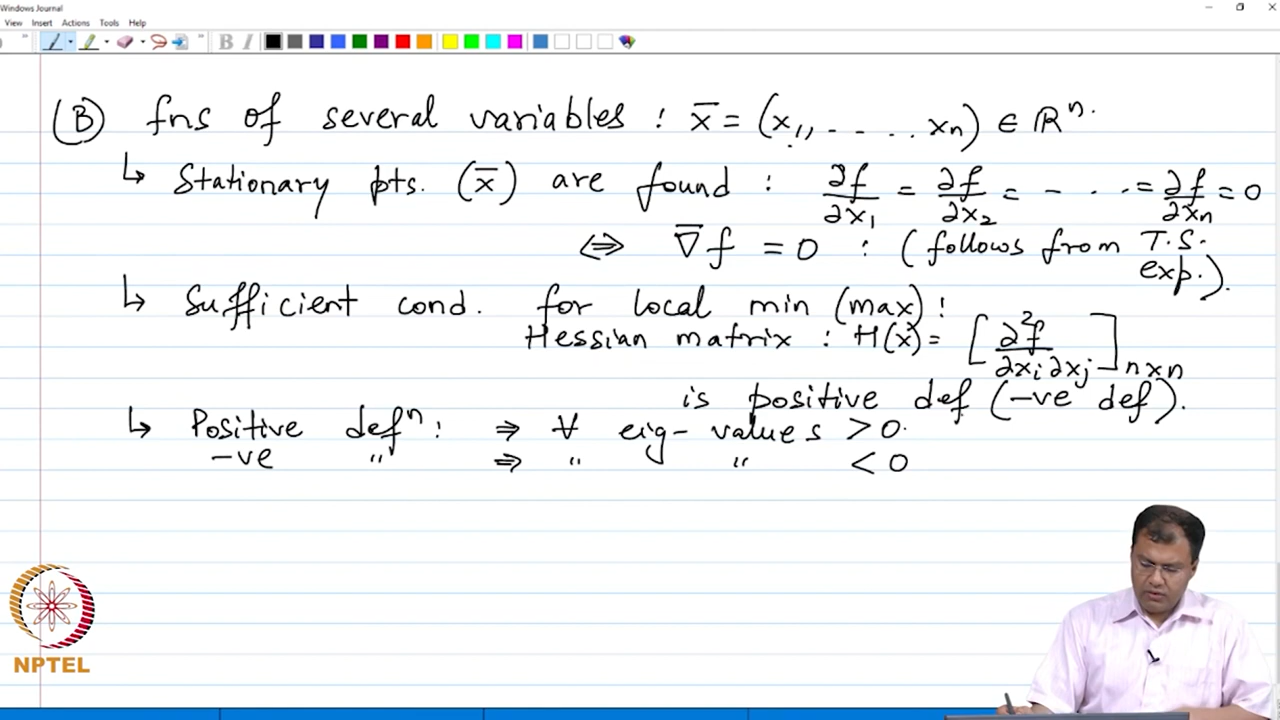 Windows Journal
View Insert Actions Tools Help
(B) fns of several variables : x̄ = (x₁, - - . . . xₙ) ∈ ℝⁿ.
↳ Stationary pts. (x̄) are found : ∂f/∂x₁ = ∂f/∂x₂ = - . . . = ∂f/∂xₙ = 0
⇔ ∇̄f = 0 : (follows from T.S. exp.).
↳ Sufficient cond. for local min (max) :
Hessian matrix : H(x) = [∂²f/∂xᵢ∂xⱼ]ₙₓₙ
is positive def (-ve def).
↳ Positive defⁿ : ⇒ ∀ eig-values > 0.
-ve " ⇒ " " < 0
NPTEL